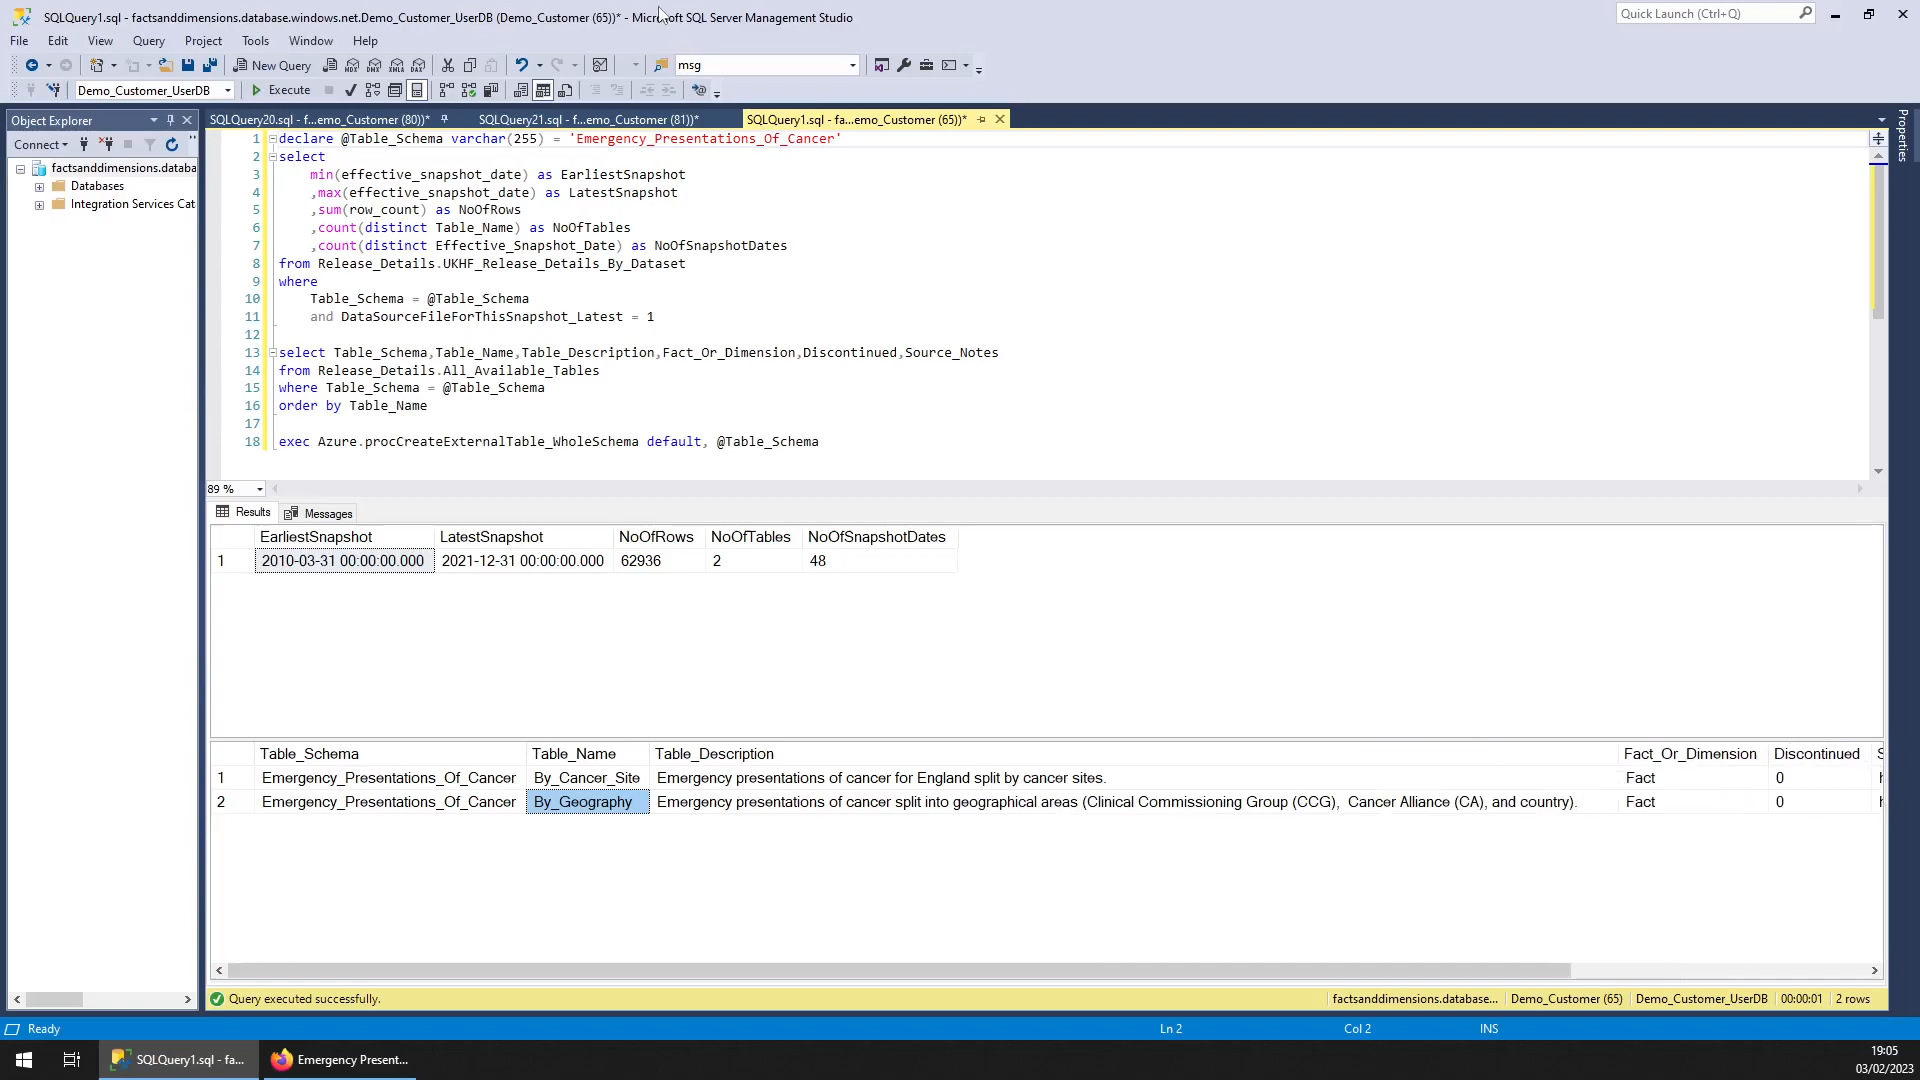 SQLQuery1.sql - factsanddimensions.database.windows.net.Demo_Customer_UserDB (Demo_Customer (65))* - Microsoft SQL Server Management Studio
Quick Launch (Ctrl+Q)
File Edit View Query Project Tools Window Help
New Query MDX DMX XMLA DAX msg
Demo_Customer_UserDB Execute
Object Explorer
SQLQuery20.sql - f...emo_Customer (80))*
SQLQuery21.sql - f...emo_Customer (81))*
SQLQuery1.sql - fa...emo_Customer (65))*
Properties
Connect
factsanddimensions.databa
Databases
Integration Services Cat
1 declare @Table_Schema varchar(255) = 'Emergency_Presentations_Of_Cancer'
2 select
3 min(effective_snapshot_date) as EarliestSnapshot
4 ,max(effective_snapshot_date) as LatestSnapshot
5 ,sum(row_count) as NoOfRows
6 ,count(distinct Table_Name) as NoOfTables
7 ,count(distinct Effective_Snapshot_Date) as NoOfSnapshotDates
8 from Release_Details.UKHF_Release_Details_By_Dataset
9 where
10 Table_Schema = @Table_Schema
11 and DataSourceFileForThisSnapshot_Latest = 1
12
13 select Table_Schema,Table_Name,Table_Description,Fact_Or_Dimension,Discontinued,Source_Notes
14 from Release_Details.All_Available_Tables
15 where Table_Schema = @Table_Schema
16 order by Table_Name
17
18 exec Azure.procCreateExternalTable_WholeSchema default, @Table_Schema
89 %
Results Messages
EarliestSnapshot LatestSnapshot NoOfRows NoOfTables NoOfSnapshotDates
1 2010-03-31 00:00:00.000 2021-12-31 00:00:00.000 62936 2 48
Table_Schema Table_Name Table_Description Fact_Or_Dimension Discontinued
1 Emergency_Presentations_Of_Cancer By_Cancer_Site Emergency presentations of cancer for England split by cancer sites. Fact 0
2 Emergency_Presentations_Of_Cancer By_Geography Emergency presentations of cancer split into geographical areas (Clinical Commissioning Group (CCG), Cancer Alliance (CA), and country). Fact 0
Query executed successfully.
factsanddimensions.database... Demo_Customer (65) Demo_Customer_UserDB 00:00:01 2 rows
Ready Ln 2 Col 2 INS
SQLQuery1.sql - fa...
Emergency Present...
19:05
03/02/2023